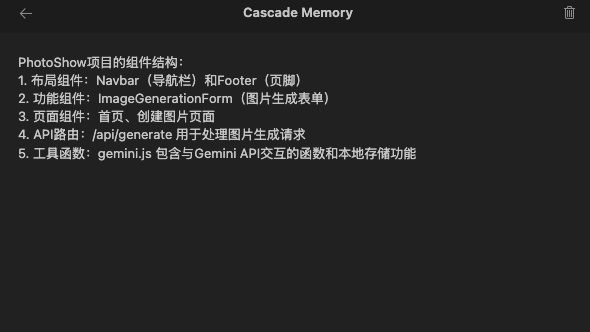 Cascade Memory
PhotoShow项目的组件结构：
1. 布局组件：Navbar（导航栏）和Footer（页脚）
2. 功能组件：ImageGenerationForm（图片生成表单）
3. 页面组件：首页、创建图片页面
4. API路由：/api/generate 用于处理图片生成请求
5. 工具函数：gemini.js 包含与Gemini API交互的函数和本地存储功能